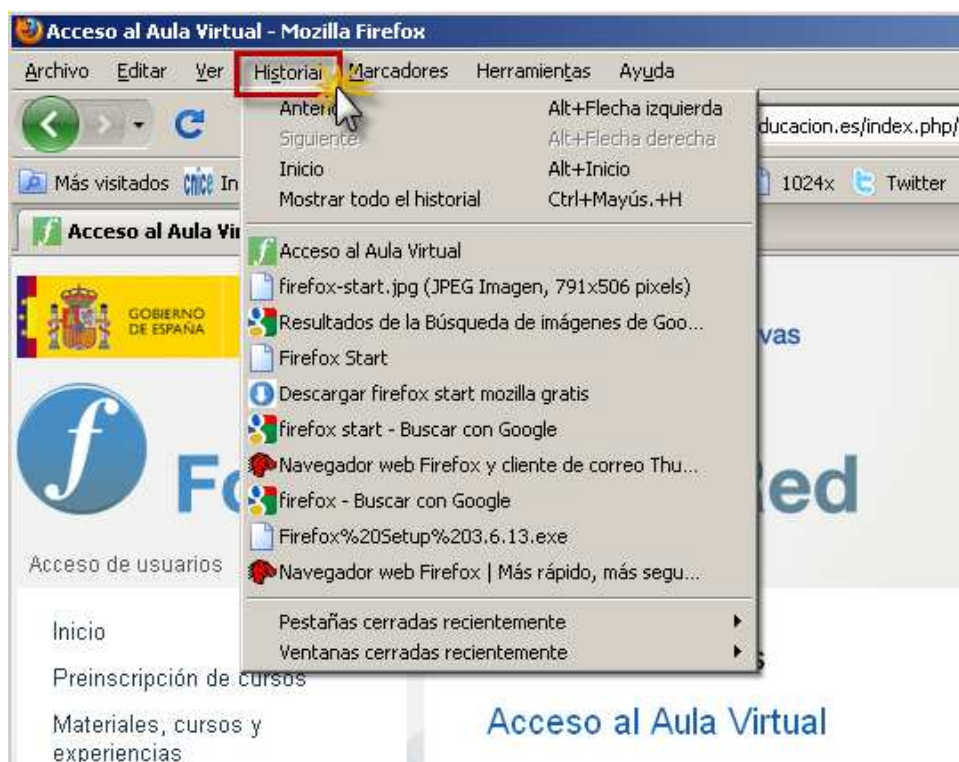 Acceso al Aula Virtual - Mozilla Firefox
Archivo Editar Ver Historial Marcadores Herramientas Ayuda
Anterior Alt+Flecha izquierda
Siguiente Alt+Flecha derecha
ducacion.es/index.php/
Inicio Alt+Inicio
Mostrar todo el historial Ctrl+Mayús.+H
Más visitados cnice In
1024x Twitter
Acceso al Aula Vir
Acceso al Aula Virtual
firefox-start.jpg (JPEG Imagen, 791x506 pixels)
Resultados de la Búsqueda de imágenes de Goo...
Firefox Start
Descargar firefox start mozilla gratis
firefox start - Buscar con Google
Navegador web Firefox y cliente de correo Thu...
firefox - Buscar con Google
Firefox%20Setup%203.6.13.exe
Navegador web Firefox | Más rápido, más segu...
Pestañas cerradas recientemente
Ventanas cerradas recientemente
GOBIERNO
DE ESPAÑA
vas
f
Fo
Red
Acceso de usuarios
Inicio
Preinscripción de cursos
Materiales, cursos y
experiencias
s
Acceso al Aula Virtual